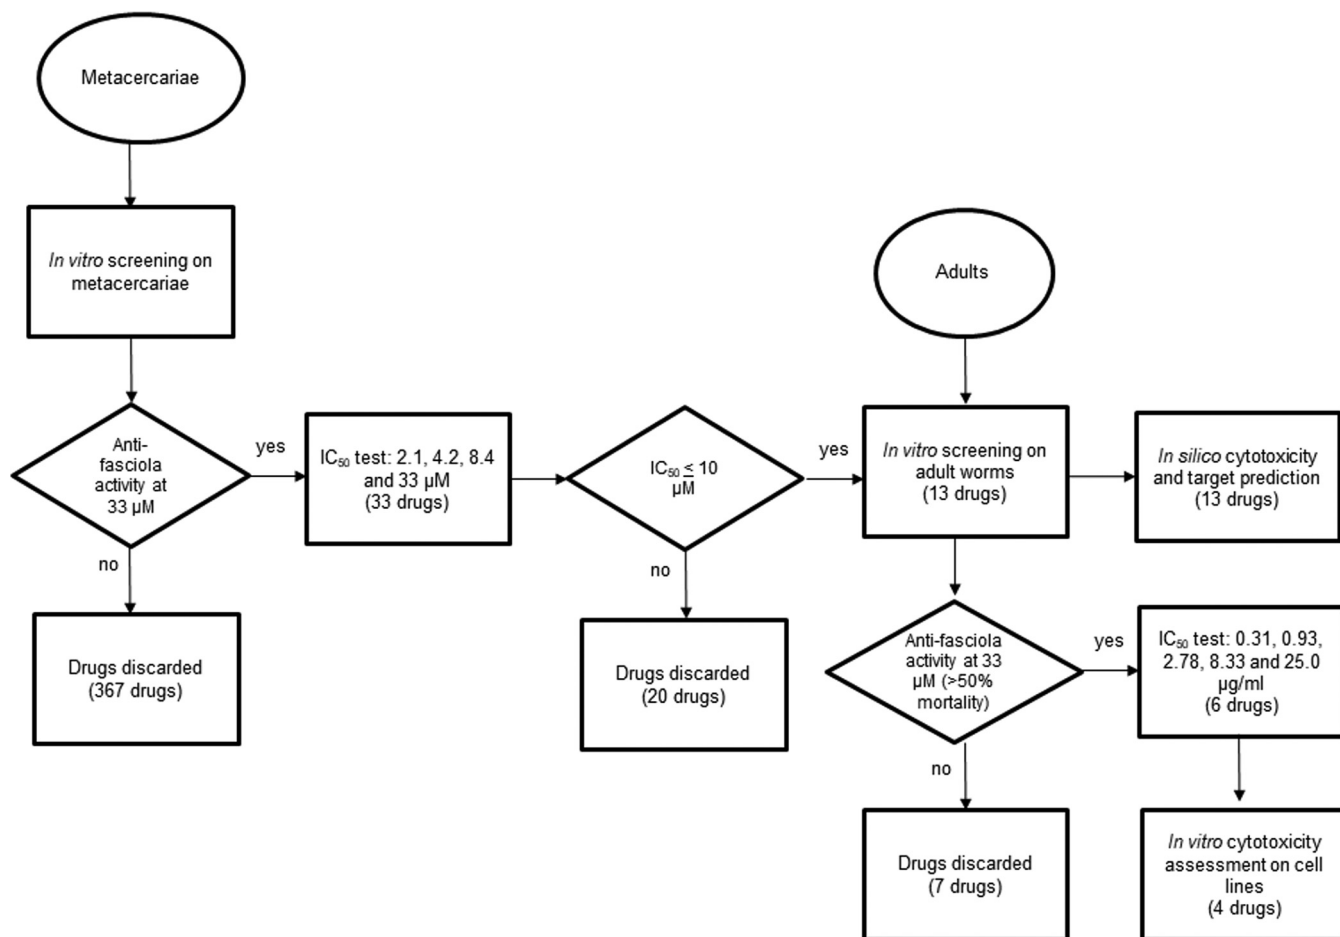 Metacercariae
In vitro screening on
metacercariae
Anti-
fasciola
activity at
33 µM
yes
no
Drugs discarded
(367 drugs)
IC₅₀ test: 2.1, 4.2, 8.4
and 33 µM
(33 drugs)
IC₅₀ ≤ 10
µM
yes
no
Drugs discarded
(20 drugs)
Adults
In vitro screening on
adult worms
(13 drugs)
In silico cytotoxicity
and target prediction
(13 drugs)
Anti-fasciola
activity at 33
µM (>50%
mortality)
yes
no
Drugs discarded
(7 drugs)
IC₅₀ test: 0.31, 0.93,
2.78, 8.33 and 25.0
µg/ml
(6 drugs)
In vitro cytotoxicity
assessment on cell
lines
(4 drugs)